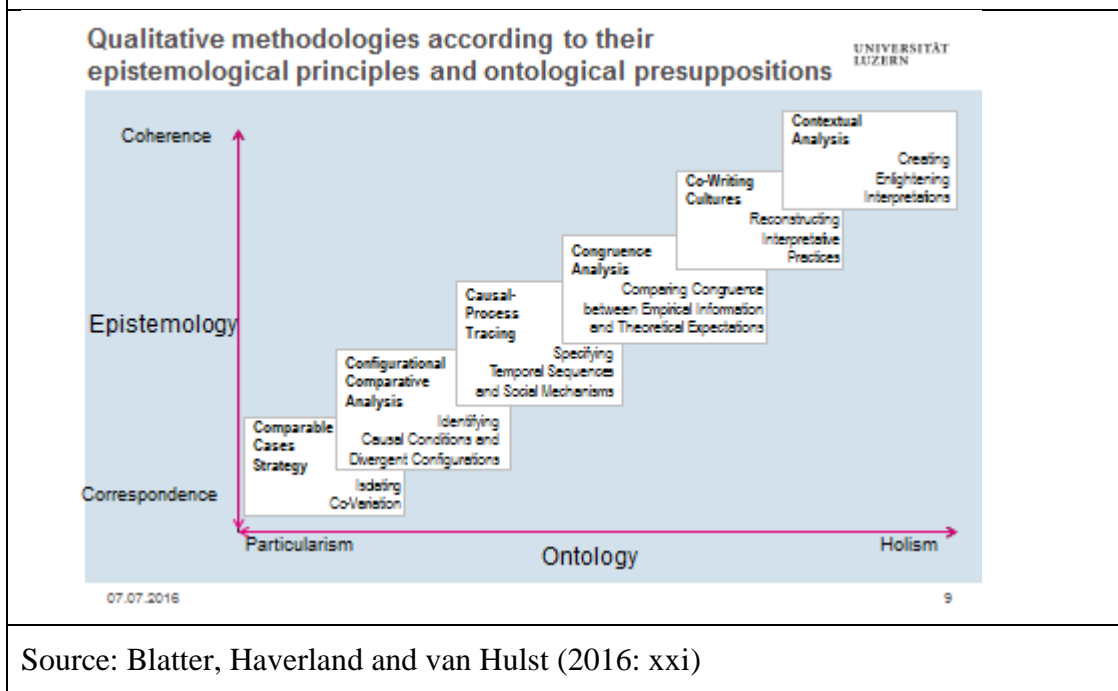 Qualitative methodologies according to their
epistemological principles and ontological presuppositions
UNIVERSITÄT
LUZERN
Coherence
Contextual
Analysis
Creating
Enlightening
Interpretations
Co-Writing
Cultures
Reconstructing
Interpretative
Practices
Congruence
Analysis
Comparing Congruence
between Empirical Information
and Theoretical Expectations
Causal-
Process
Tracing
Specifying
Temporal Sequences
and Social Mechanisms
Epistemology
Configurational
Comparative
Analysis
Identifying
Causal Conditions and
Divergent Configurations
Comparable
Cases
Strategy
Isolating
Co-Variation
Correspondence
Particularism
Ontology
Holism
07.07.2016
9
Source: Blatter, Haverland and van Hulst (2016: xxi)